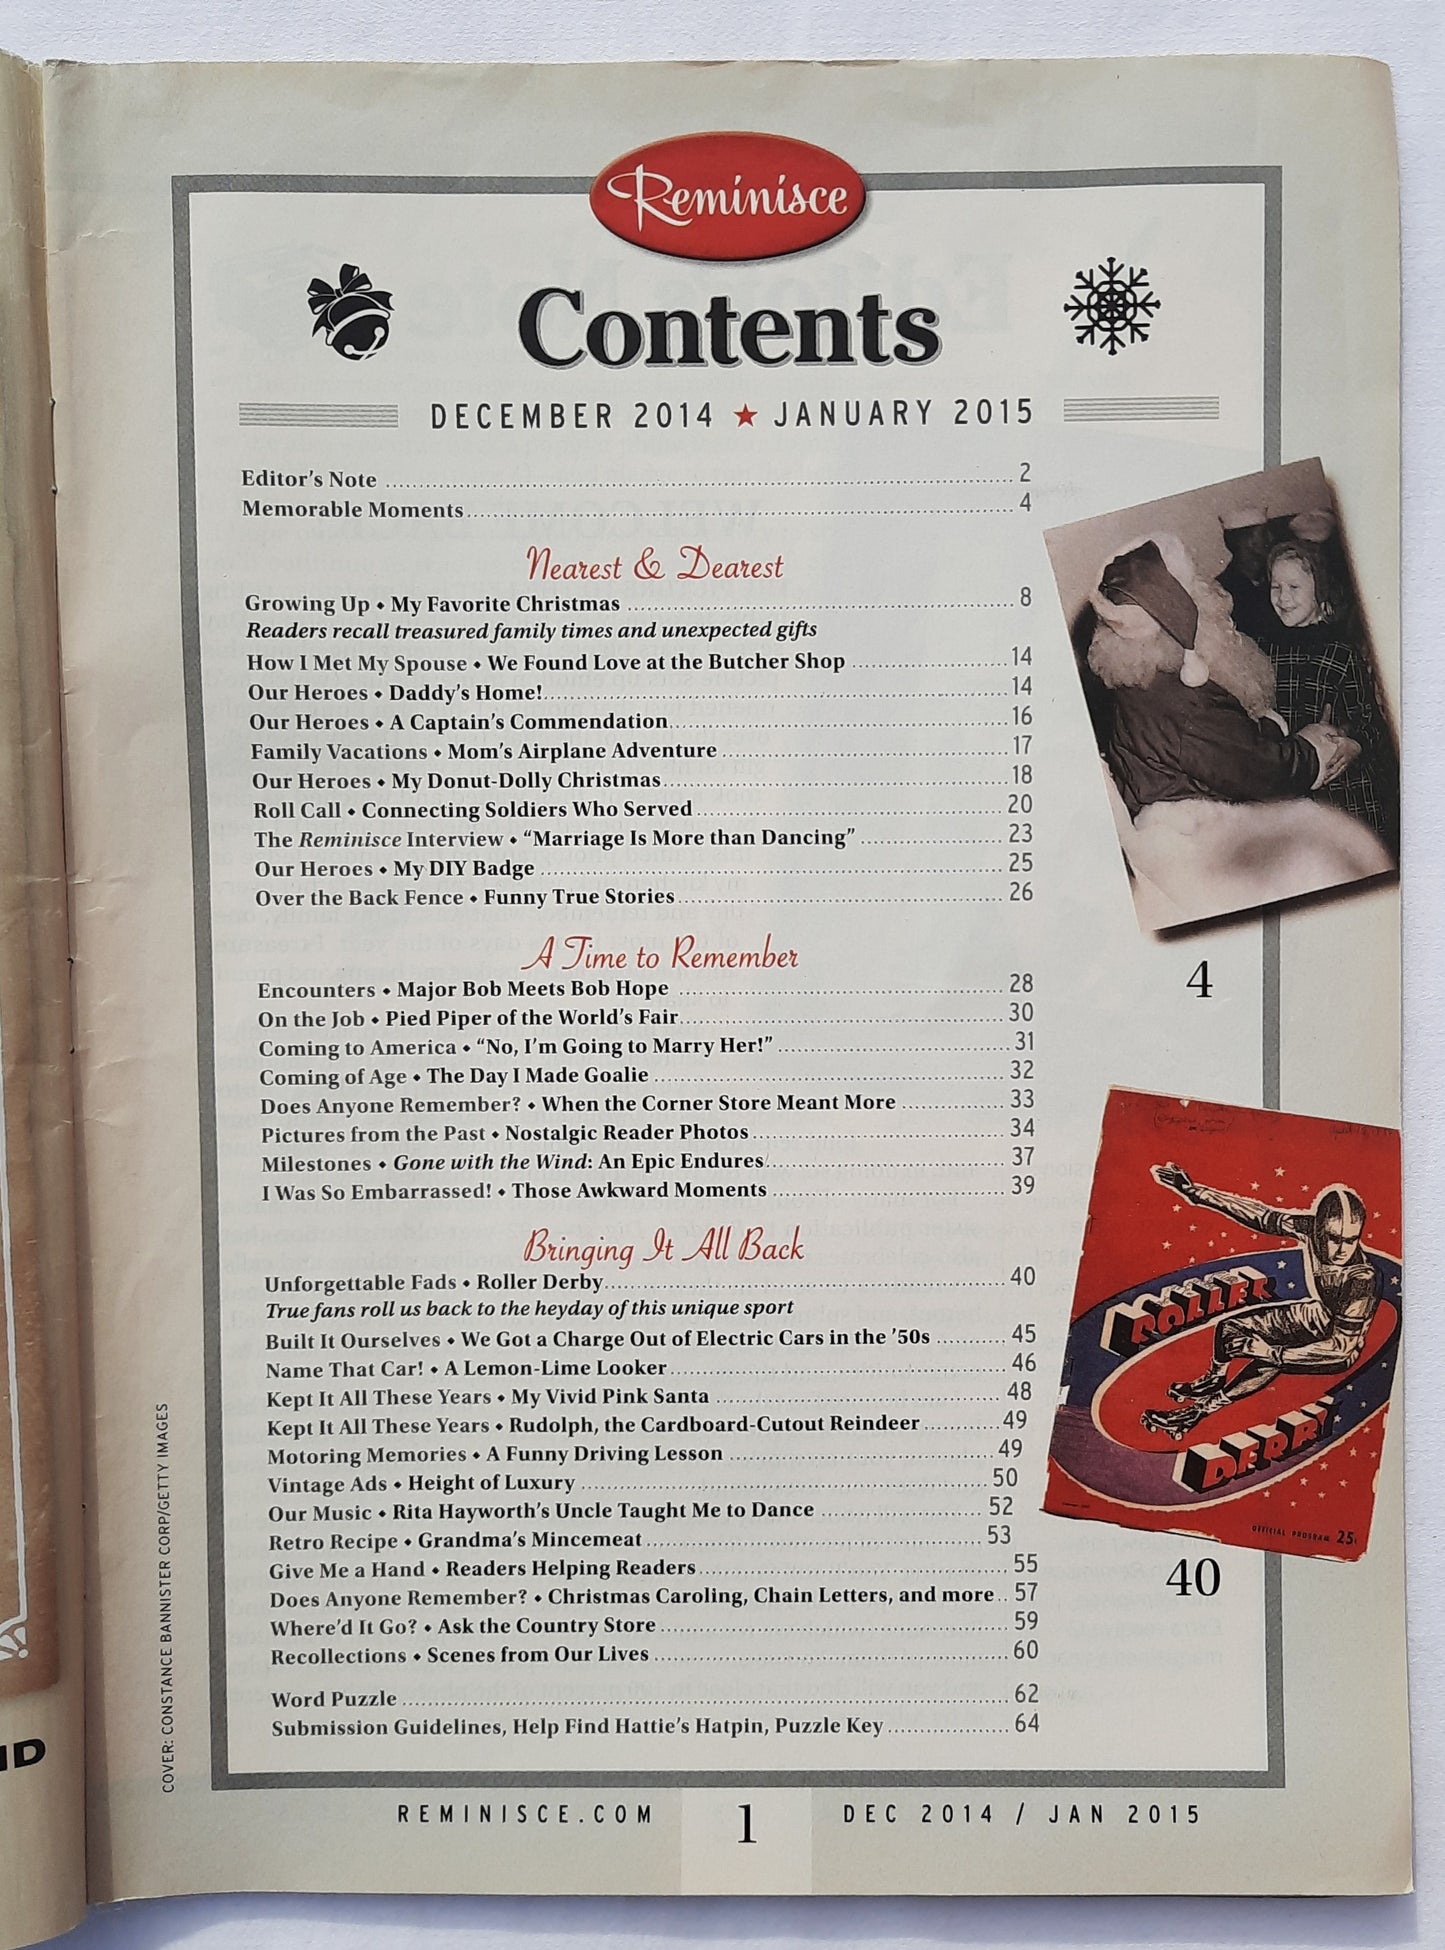 Reminisce
Contents
DECEMBER 2014 ★ JANUARY 2015
Editor's Note ... 2
Memorable Moments ... 4
Nearest & Dearest
Growing Up • My Favorite Christmas ... 8
Readers recall treasured family times and unexpected gifts
How I Met My Spouse • We Found Love at the Butcher Shop ... 14
Our Heroes • Daddy's Home! ... 14
Our Heroes • A Captain's Commendation ... 16
Family Vacations • Mom's Airplane Adventure ... 17
Our Heroes • My Donut-Dolly Christmas ... 18
Roll Call • Connecting Soldiers Who Served ... 20
The Reminisce Interview • “Marriage Is More than Dancing” ... 23
Our Heroes • My DIY Badge ... 25
Over the Back Fence • Funny True Stories ... 26
A Time to Remember
Encounters • Major Bob Meets Bob Hope ... 28
On the Job • Pied Piper of the World's Fair ... 30
Coming to America • “No, I'm Going to Marry Her!” ... 31
Coming of Age • The Day I Made Goalie ... 32
Does Anyone Remember? • When the Corner Store Meant More ... 33
Pictures from the Past • Nostalgic Reader Photos ... 34
Milestones • Gone with the Wind: An Epic Endures ... 37
I Was So Embarrassed! • Those Awkward Moments ... 39
Bringing It All Back
Unforgettable Fads • Roller Derby ... 40
True fans roll us back to the heyday of this unique sport
Built It Ourselves • We Got a Charge Out of Electric Cars in the '50s ... 45
Name That Car! • A Lemon-Lime Looker ... 46
Kept It All These Years • My Vivid Pink Santa ... 48
Kept It All These Years • Rudolph, the Cardboard-Cutout Reindeer ... 49
Motoring Memories • A Funny Driving Lesson ... 49
Vintage Ads • Height of Luxury ... 50
Our Music • Rita Hayworth's Uncle Taught Me to Dance ... 52
Retro Recipe • Grandma's Mincemeat ... 53
Give Me a Hand • Readers Helping Readers ... 55
Does Anyone Remember? • Christmas Caroling, Chain Letters, and more .. 57
Where'd It Go? • Ask the Country Store ... 59
Recollections • Scenes from Our Lives ... 60
Word Puzzle ... 62
Submission Guidelines, Help Find Hattie's Hatpin, Puzzle Key ... 64
4
ROLLER
DERBY
OFFICIAL PROGRAM 25¢
40
COVER: CONSTANCE BANNISTER CORP/GETTY IMAGES
ID
REMINISCE.COM
1
DEC 2014 / JAN 2015